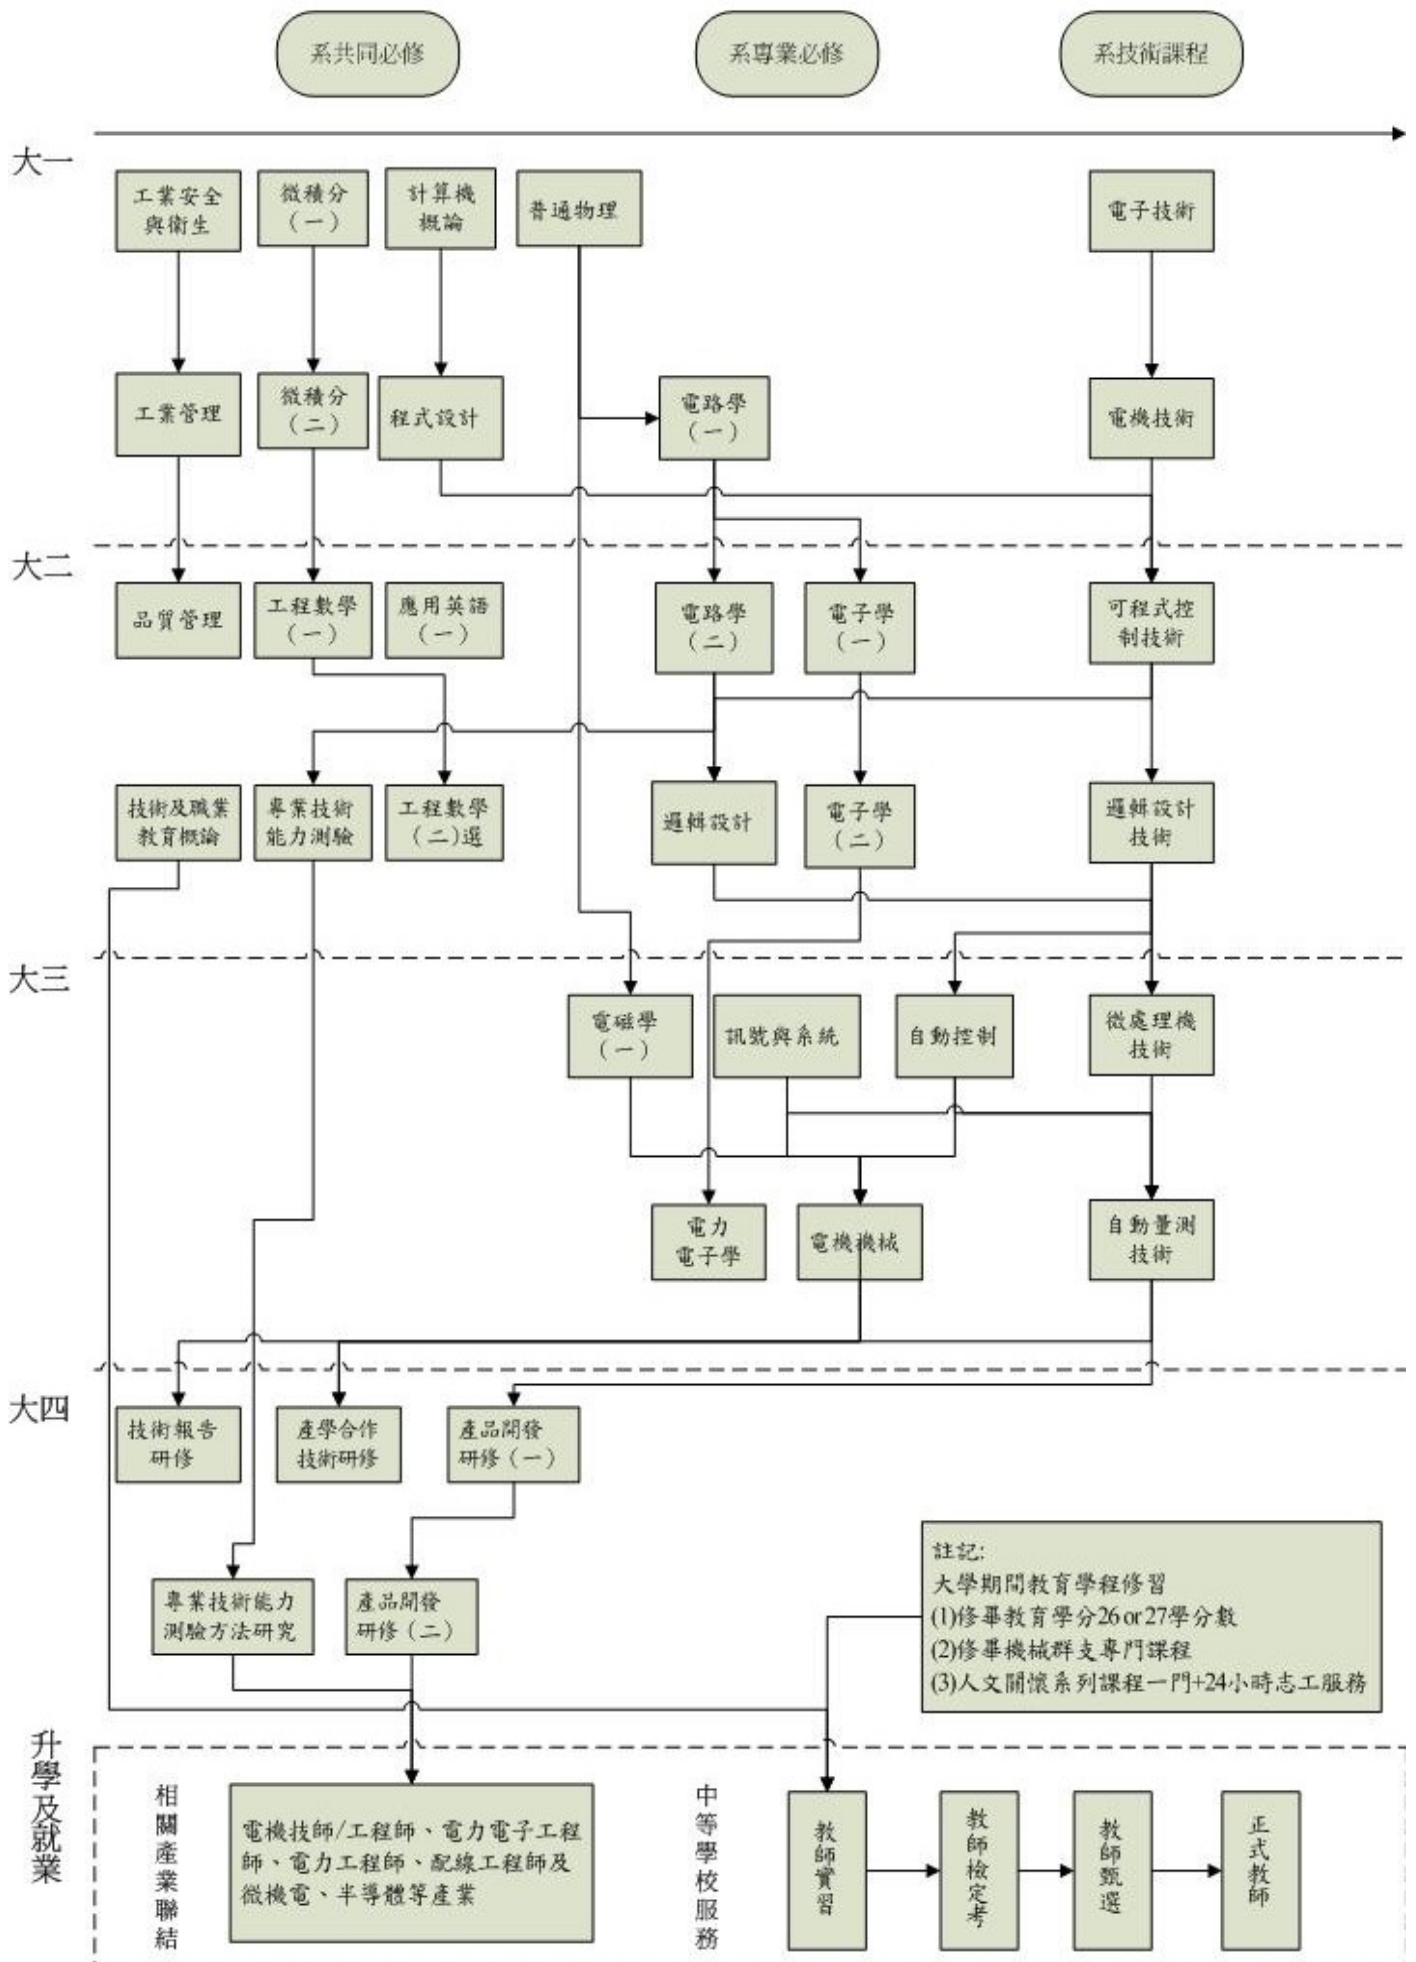 系共同必修
系專業必修
系技術課程
大一
工業安全
與衛生
微積分
(一)
計算機
概論
普通物理
電子技術
工業管理
微積分
(二)
程式設計
電路學
(一)
電機技術
大二
品質管理
工程數學
(一)
應用英語
(一)
電路學
(二)
電子學
(一)
可程式控
制技術
技術及職業
教育概論
專業技術
能力測驗
工程數學
(二)選
邏輯設計
電子學
(二)
邏輯設計
技術
大三
電磁學
(一)
訊號與系統
自動控制
微處理機
技術
電力
電子學
電機機械
自動量測
技術
大四
技術報告
研修
產學合作
技術研修
產品開發
研修(一)
專業技術能力
測驗方法研究
產品開發
研修(二)
註記:
大學期間教育學程修習
(1)修畢教育學分26 or 27學分數
(2)修畢機械群支專門課程
(3)人文關懷系列課程一門+24小時志工服務
升學及就業
相關產業聯結
電機技師/工程師、電力電子工程
師、電力工程師、配線工程師及
微機電、半導體等產業
中等學校服務
教師實習
教師檢定考
教師甄選
正式教師